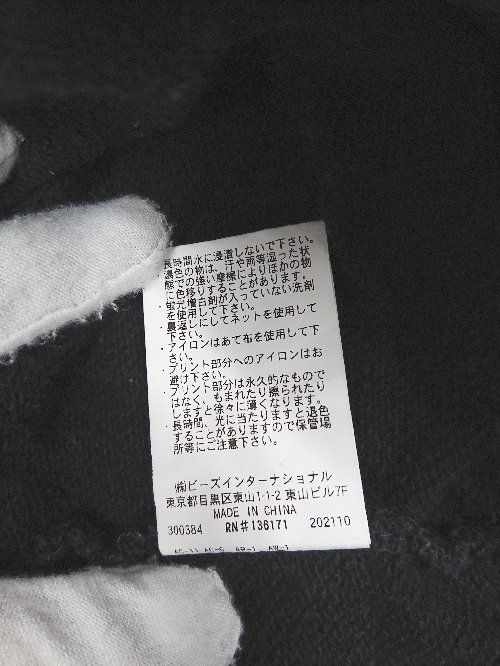 長時間水に浸漬しないで下さい。
・濃色の物は、汗や雨等湿った状
態での強い摩擦によりほかの物
に色移りすることがあります。
・蛍光増白剤が入っていない洗剤
を使用して下さい。
・裏返しにしてネットを使用して
下さい。
・アイロンはあて布を使用して下
さい。
・プリント部分へのアイロンはお
避け下さい。
・プリント部分は永久的なもので
はなく、もまれたり擦られたり
しますと徐々に薄くなります。
・長時間、光に当たりますと退色
することがありますので保管場
所等にご注意下さい。
㈱ビーズインターナショナル
東京都目黒区東山1-1-2 東山ビル7F
MADE IN CHINA
300384 RN#136171 202110